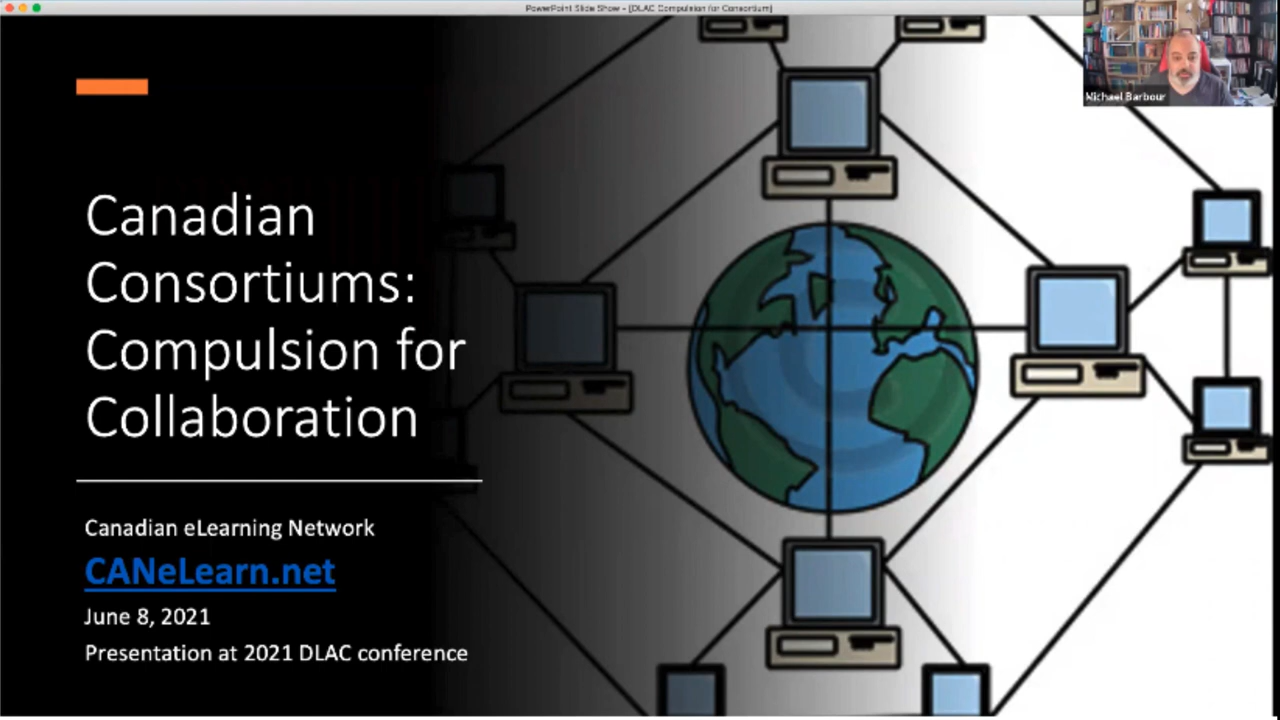 PowerPoint Slide Show - [DLAC Compulsion for Consortium]
Michael Barbour
Canadian
Consortiums:
Compulsion for
Collaboration
Canadian eLearning Network
CANeLearn.net
June 8, 2021
Presentation at 2021 DLAC conference